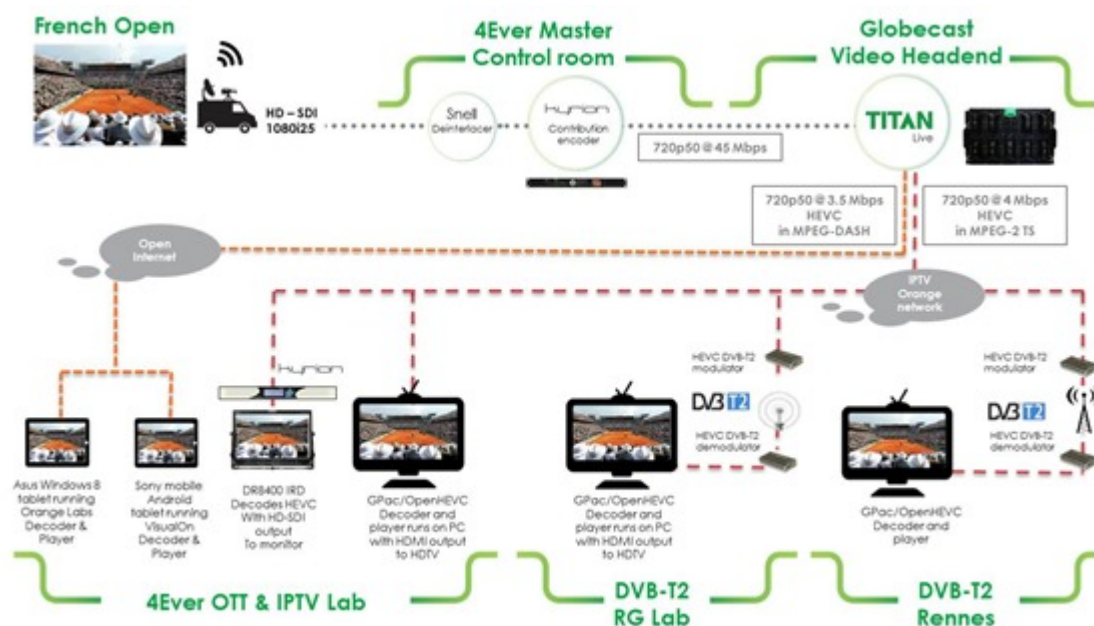 French Open
HD – SDI
1080i25
4Ever Master
Control room
Snell
Deinterlacer
kyrion
Contribution
encoder
720p50 @ 45 Mbps
Globecast
Video Headend
TITAN
Live
720p50 @ 3.5 Mbps
HEVC
in MPEG-DASH
720p50 @ 4 Mbps
HEVC
in MPEG-2 TS
Open
Internet
IPTV
Orange
network
kyrion
HEVC DVB-T2
modulator
DVB T2
HEVC DVB-T2
demodulator
HEVC DVB-T2
modulator
DVB T2
HEVC DVB-T2
demodulator
Asus Windows 8
tablet running
Orange Labs
Decoder &
Player
Sony mobile
Android
tablet running
VisualOn
Decoder &
Player
DR8400 IRD
Decodes HEVC
With HD-SDI
output
To monitor
GPac/OpenHEVC
Decoder and
player runs on PC
with HDMI output
to HDTV
GPac/OpenHEVC
Decoder and
player runs on PC
with HDMI output
to HDTV
GPac/OpenHEVC
Decoder and
player
4Ever OTT & IPTV Lab
DVB-T2
RG Lab
DVB-T2
Rennes